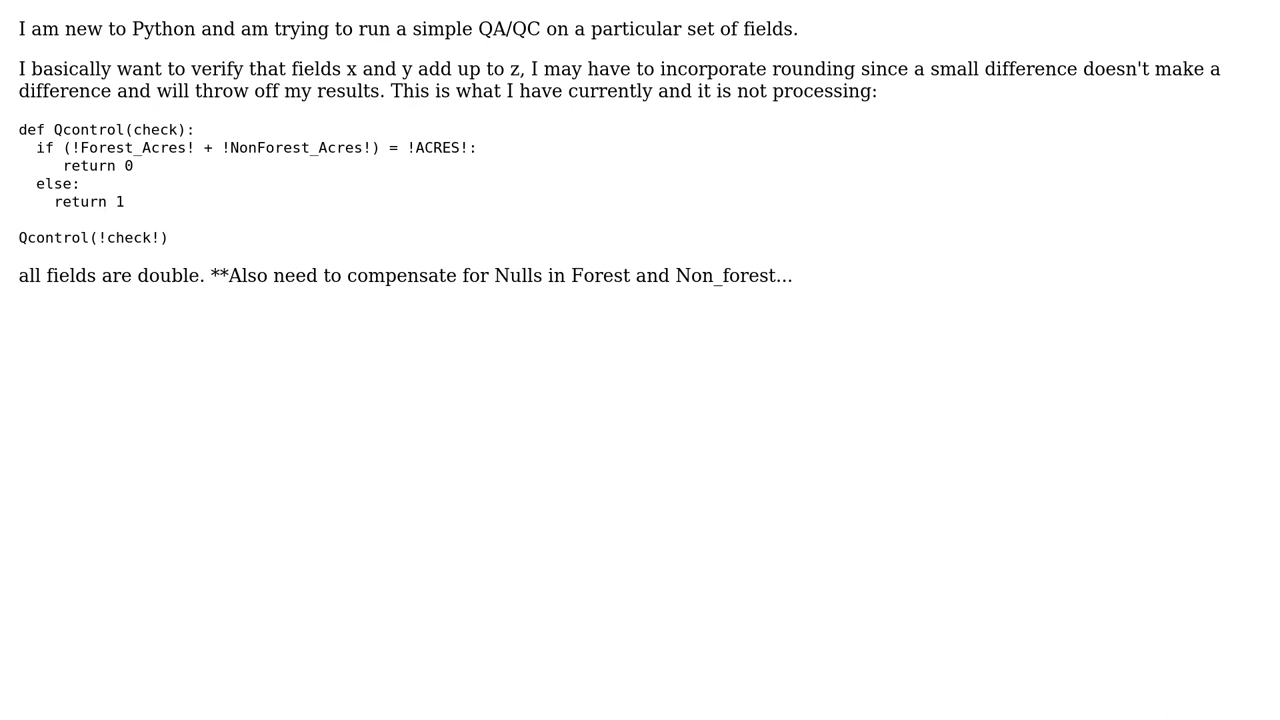 I am new to Python and am trying to run a simple QA/QC on a particular set of fields.
I basically want to verify that fields x and y add up to z, I may have to incorporate rounding since a small difference doesn't make a
difference and will throw off my results. This is what I have currently and it is not processing:
def Qcontrol(check):
  if (!Forest_Acres! + !NonForest_Acres!) = !ACRES!:
     return 0
  else:
    return 1
Qcontrol(!check!)
all fields are double. **Also need to compensate for Nulls in Forest and Non_forest...